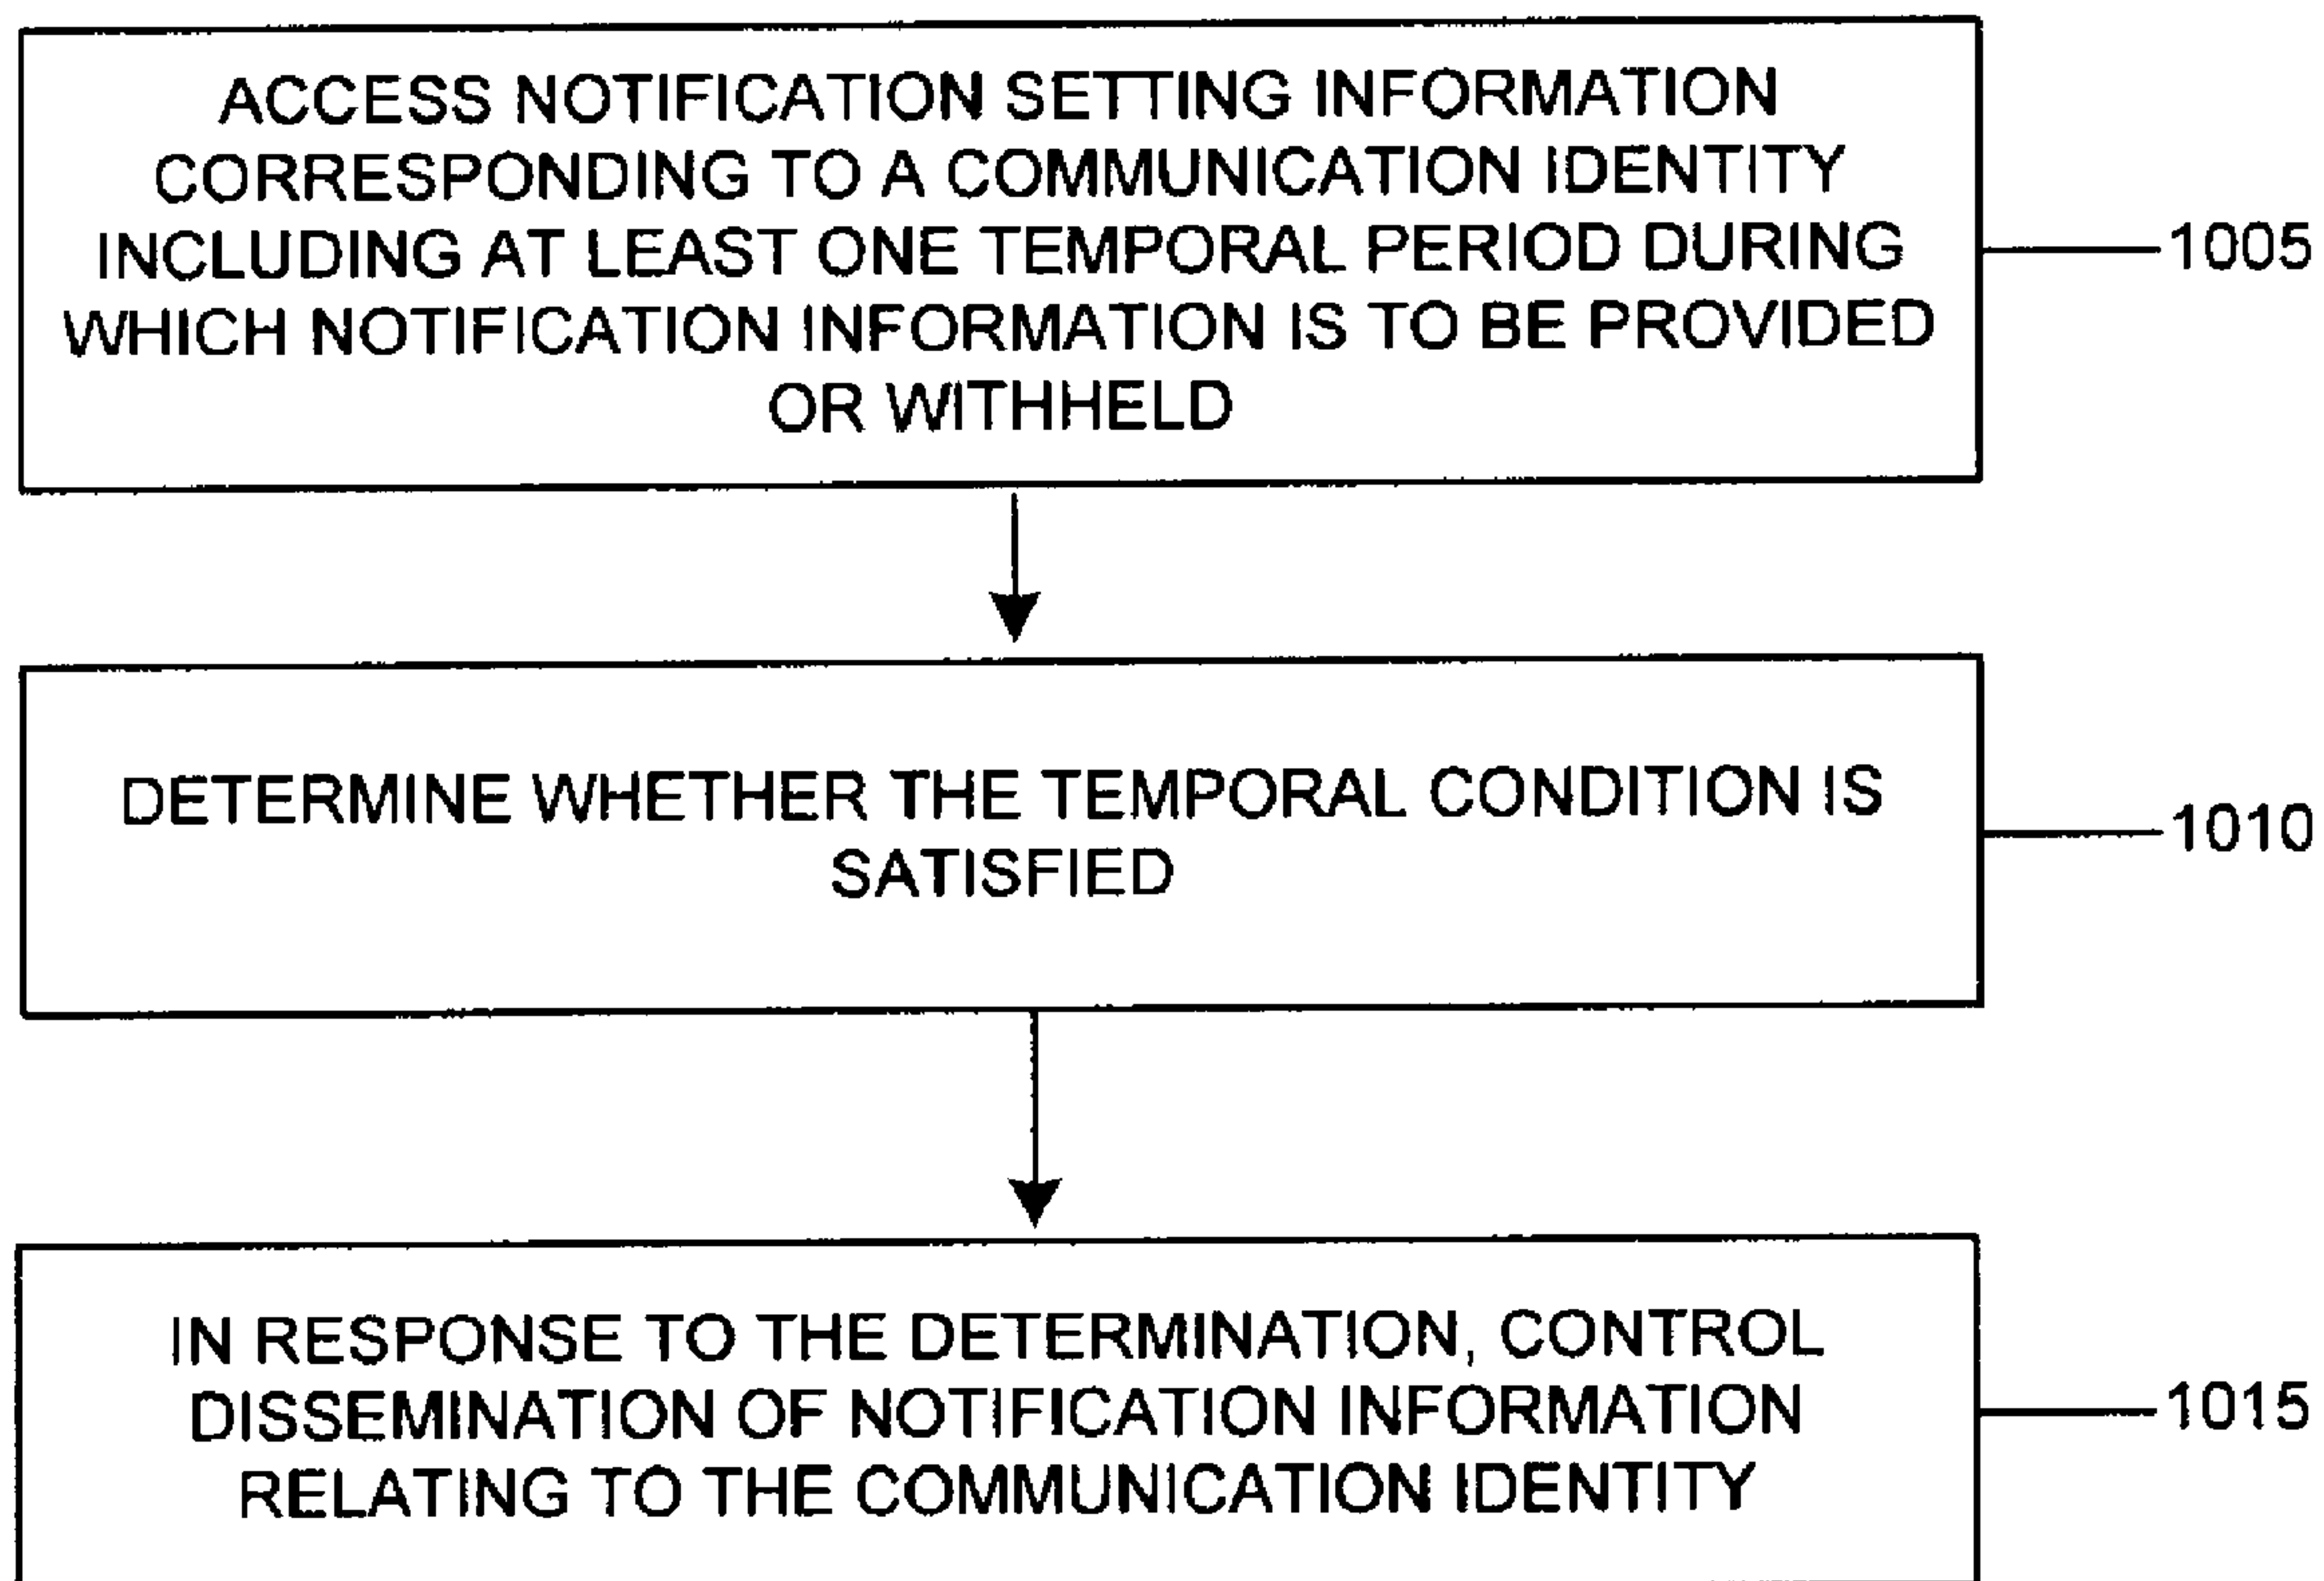 ACCESS NOTIFICATION SETTING INFORMATION
CORRESPONDING TO A COMMUNICATION IDENTITY
INCLUDING AT LEAST ONE TEMPORAL PERIOD DURING
WHICH NOTIFICATION INFORMATION IS TO BE PROVIDED
OR WITHHELD
1005
DETERMINE WHETHER THE TEMPORAL CONDITION IS
SATISFIED
1010
IN RESPONSE TO THE DETERMINATION, CONTROL
DISSEMINATION OF NOTIFICATION INFORMATION
RELATING TO THE COMMUNICATION IDENTITY
1015